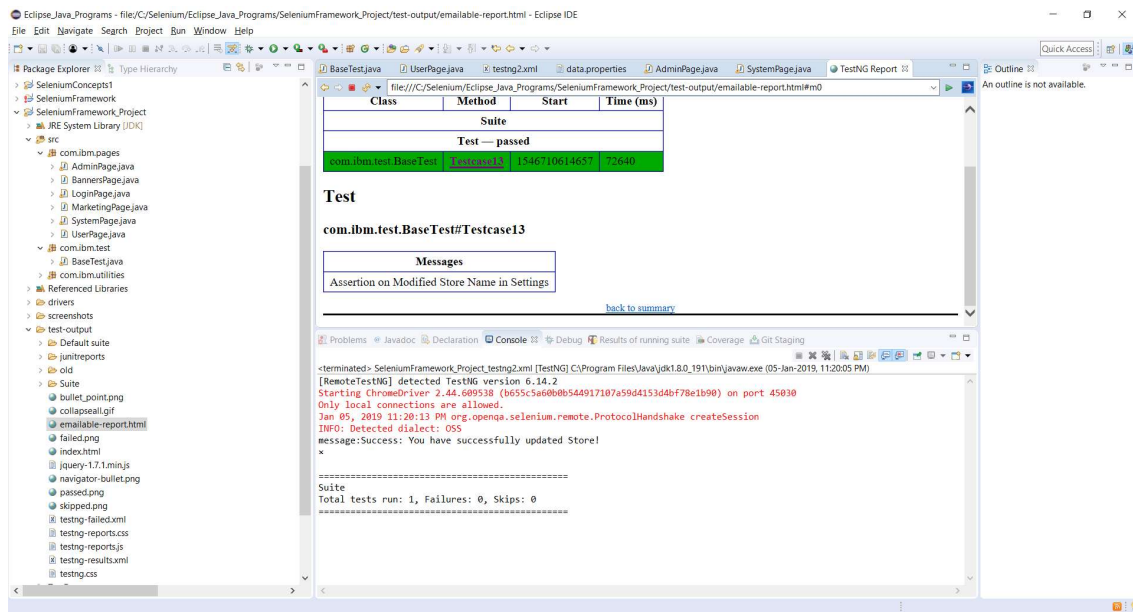 Eclipse_Java_Programs - file:/C:/Selenium/Eclipse_Java_Programs/SeleniumFramework_Project/test-output/emailable-report.html - Eclipse IDE
File Edit Navigate Search Project Run Window Help
Quick Access
Package Explorer Type Hierarchy
SeleniumConcepts1
SeleniumFramework
SeleniumFramework_Project
JRE System Library [JDK]
src
com.ibm.pages
AdminPage.java
BannersPage.java
LoginPage.java
MarketingPage.java
SystemPage.java
UserPage.java
com.ibm.test
BaseTest.java
com.ibm.utilities
Referenced Libraries
drivers
screenshots
test-output
Default suite
junitreports
old
Suite
bullet_point.png
collapseall.gif
emailable-report.html
failed.png
index.html
jquery-1.7.1.min.js
navigator-bullet.png
passed.png
skipped.png
testng-failed.xml
testng-reports.css
testng-reports.js
testng-results.xml
testng.css
BaseTest.java UserPage.java testng2.xml data.properties AdminPage.java SystemPage.java TestNG Report
file:///C:/Selenium/Eclipse_Java_Programs/SeleniumFramework_Project/test-output/emailable-report.html#m0
Class Method Start Time (ms)
Suite
Test — passed
com.ibm.test.BaseTest Testcase13 1546710614657 72640
Test
com.ibm.test.BaseTest#Testcase13
Messages
Assertion on Modified Store Name in Settings
back to summary
Problems Javadoc Declaration Console Debug Results of running suite Coverage Git Staging
<terminated> SeleniumFramework_Project_testng2.xml [TestNG] C:\Program Files\Java\jdk1.8.0_191\bin\javaw.exe (05-Jan-2019, 11:20:05 PM)
[RemoteTestNG] detected TestNG version 6.14.2
Starting ChromeDriver 2.44.609538 (b655c5a60b0b544917107a59d4153d4bf78e1b90) on port 45030
Only local connections are allowed.
Jan 05, 2019 11:20:13 PM org.openqa.selenium.remote.ProtocolHandshake createSession
INFO: Detected dialect: OSS
message:Success: You have successfully updated Store!
×
===============================================
Suite
Total tests run: 1, Failures: 0, Skips: 0
===============================================
Outline
An outline is not available.